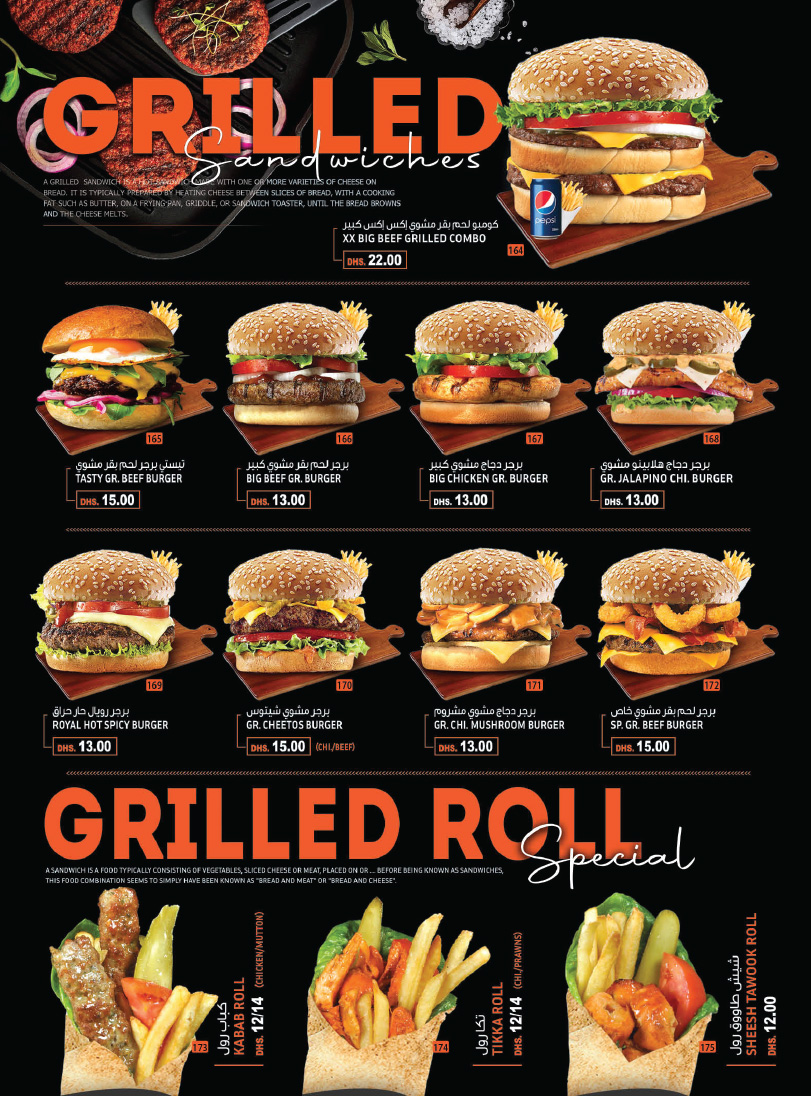 GRILLED
Sandwiches
A GRILLED SANDWICH IS A HOT SANDWICH MADE WITH ONE OR MORE VARIETIES OF CHEESE ON
BREAD. IT IS TYPICALLY PREPARED BY HEATING CHEESE BETWEEN SLICES OF BREAD, WITH A COOKING
FAT SUCH AS BUTTER, ON A FRYING PAN, GRIDDLE, OR SANDWICH TOASTER, UNTIL THE BREAD BROWNS
AND THE CHEESE MELTS.
pepsi
164
كومبو لحم بقر مشوي إكس إكس كبير
XX BIG BEEF GRILLED COMBO
DHS. 22.00
165
تيستي برجر لحم بقر مشوي
TASTY GR. BEEF BURGER
DHS. 15.00
166
برجر لحم بقر مشوي كبير
BIG BEEF GR. BURGER
DHS. 13.00
167
برجر دجاج مشوي كبير
BIG CHICKEN GR. BURGER
DHS. 13.00
168
برجر دجاج هلابينو مشوي
GR. JALAPINO CHI. BURGER
DHS. 13.00
169
برجر رويال حار حراق
ROYAL HOT SPICY BURGER
DHS. 13.00
170
برجر مشوي شيتوس
GR. CHEETOS BURGER
DHS. 15.00 (CHI./BEEF)
171
برجر دجاج مشوي مشروم
GR. CHI. MUSHROOM BURGER
DHS. 13.00
172
برجر لحم بقر مشوي خاص
SP. GR. BEEF BURGER
DHS. 15.00
GRILLED ROLL
Special
A SANDWICH IS A FOOD TYPICALLY CONSISTING OF VEGETABLES, SLICED CHEESE OR MEAT, PLACED ON OR ... BEFORE BEING KNOWN AS SANDWICHES,
THIS FOOD COMBINATION SEEMS TO SIMPLY HAVE BEEN KNOWN AS "BREAD AND MEAT" OR "BREAD AND CHEESE".
173
كباب رول
KABAB ROLL
DHS. 12/14 (CHICKEN/MUTTON)
174
تكا رول
TIKKA ROLL
DHS. 12/14 (CHI./PRAWNS)
175
شيش طاووق رول
SHEESH TAWOOK ROLL
DHS. 12.00